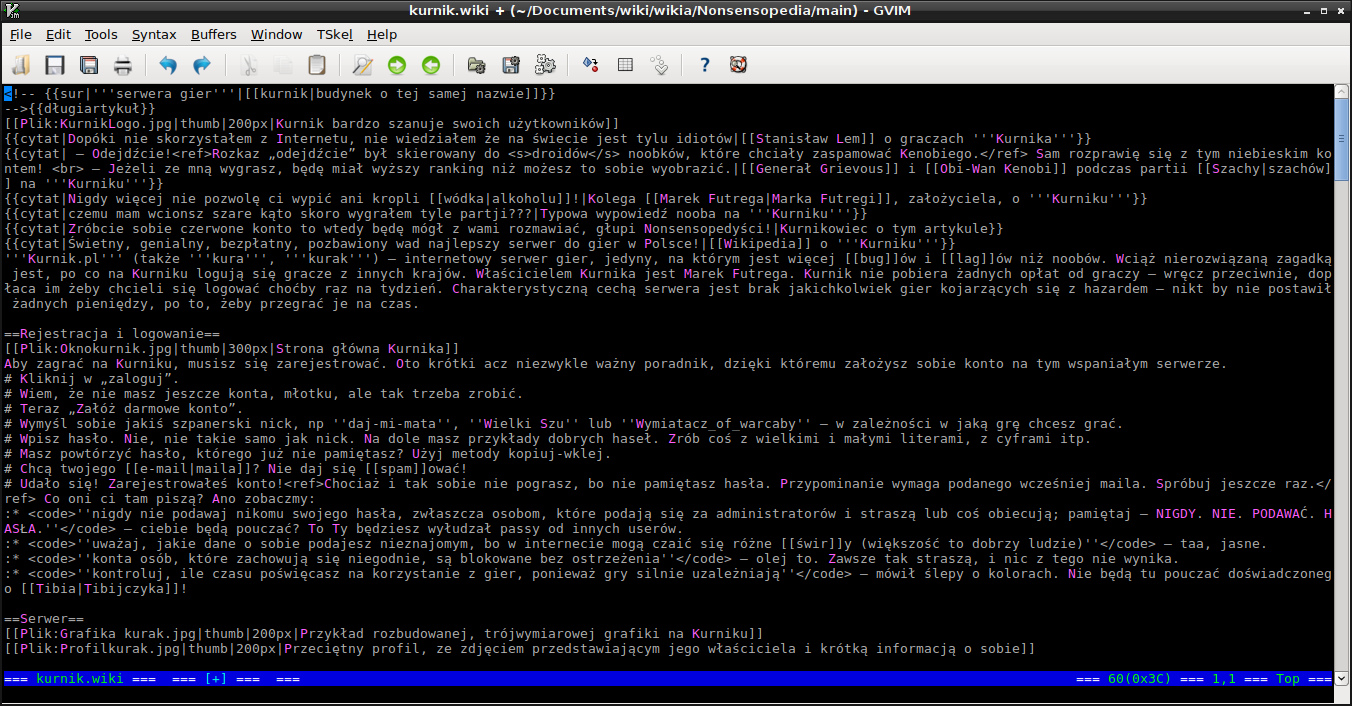 kurnik.wiki + (~/Documents/wiki/wikia/Nonsensopedia/main) - GVIM
File Edit Tools Syntax Buffers Window TSkel Help
<!-- {{sur|'''serwera gier'''|[[kurnik|budynek o tej samej nazwie]]}}
-->{{długiartykuł}}
[[Plik:KurnikLogo.jpg|thumb|200px|Kurnik bardzo szanuje swoich użytkowników]]
{{cytat|Dopóki nie skorzystałem z Internetu, nie wiedziałem że na świecie jest tylu idiotów|[[Stanisław Lem]] o graczach '''Kurnika'''}}
{{cytat| – Odejdźcie!<ref>Rozkaz „odejdźcie” był skierowany do <s>droidów</s> noobków, które chciały zaspamować Kenobiego.</ref> Sam rozprawię się z tym niebieskim ko
ntem! <br> – Jeżeli ze mną wygrasz, będę miał wyższy ranking niż możesz to sobie wyobrazić.|[[Generał Grievous]] i [[Obi-Wan Kenobi]] podczas partii [[Szachy|szachów]
] na '''Kurniku'''}}
{{cytat|Nigdy więcej nie pozwolę ci wypić ani kropli [[wódka|alkoholu]]!|Kolega [[Marek Futrega|Marka Futregi]], założyciela, o '''Kurniku'''}}
{{cytat|czemu mam wcionsz szare kąto skoro wygrałem tyle partji???|Typowa wypowiedź nooba na '''Kurniku'''}}
{{cytat|Zróbcie sobie czerwone konto to wtedy będę mógł z wami rozmawiać, głupi Nonsensopedyści!|Kurnikowiec o tym artykule}}
{{cytat|Świetny, genialny, bezpłatny, pozbawiony wad najlepszy serwer do gier w Polsce!|[[Wikipedia]] o '''Kurniku'''}}
'''Kurnik.pl''' (także '''kura''', '''kurak''') – internetowy serwer gier, jedyny, na którym jest więcej [[bug]]ów i [[lag]]ów niż noobów. Wciąż nierozwiązaną zagadką
 jest, po co na Kurniku logują się gracze z innych krajów. Właścicielem Kurnika jest Marek Futrega. Kurnik nie pobiera żadnych opłat od graczy – wręcz przeciwnie, dop
łaca im żeby chcieli się logować choćby raz na tydzień. Charakterystyczną cechą serwera jest brak jakichkolwiek gier kojarzących się z hazardem – nikt by nie postawił
 żadnych pieniędzy, po to, żeby przegrać je na czas.
==Rejestracja i logowanie==
[[Plik:Oknokurnik.jpg|thumb|300px|Strona główna Kurnika]]
Aby zagrać na Kurniku, musisz się zarejestrować. Oto krótki acz niezwykle ważny poradnik, dzięki któremu założysz sobie konto na tym wspaniałym serwerze.
# Kliknij w „zaloguj”.
# Wiem, że nie masz jeszcze konta, młotku, ale tak trzeba zrobić.
# Teraz „Załóż darmowe konto”.
# Wymyśl sobie jakiś szpanerski nick, np ''daj-mi-mata'', ''Wielki Szu'' lub ''Wymiatacz_of_warcaby'' – w zależności w jaką grę chcesz grać.
# Wpisz hasło. Nie, nie takie samo jak nick. Na dole masz przykłady dobrych haseł. Zrób coś z wielkimi i małymi literami, z cyframi itp.
# Masz powtórzyć hasło, którego już nie pamiętasz? Użyj metody kopiuj-wklej.
# Chcą twojego [[e-mail|maila]]? Nie daj się [[spam]]ować!
# Udało się! Zarejestrowałeś konto!<ref>Chociaż i tak sobie nie pograsz, bo nie pamiętasz hasła. Przypominanie wymaga podanego wcześniej maila. Spróbuj jeszcze raz.</
ref> Co oni ci tam piszą? Ano zobaczmy:
:* <code>''nigdy nie podawaj nikomu swojego hasła, zwłaszcza osobom, które podają się za administratorów i straszą lub coś obiecują; pamiętaj – NIGDY. NIE. PODAWAĆ. H
ASŁA.''</code> – ciebie będą pouczać? To Ty będziesz wyłudzał passy od innych userów.
:* <code>''uważaj, jakie dane o sobie podajesz nieznajomym, bo w internecie mogą czaić się różne [[świr]]y (większość to dobrzy ludzie)''</code> – taa, jasne.
:* <code>''konta osób, które zachowują się niegodnie, są blokowane bez ostrzeżenia''</code> – olej to. Zawsze tak straszą, i nic z tego nie wynika.
:* <code>''kontroluj, ile czasu poświęcasz na korzystanie z gier, ponieważ gry silnie uzależniają''</code> – mówił ślepy o kolorach. Nie będą tu pouczać doświadczoneg
o [[Tibia|Tibijczyka]]!
==Serwer==
[[Plik:Grafika kurak.jpg|thumb|200px|Przykład rozbudowanej, trójwymiarowej grafiki na Kurniku]]
[[Plik:Profilkurak.jpg|thumb|200px|Przeciętny profil, ze zdjęciem przedstawiającym jego właściciela i krótką informacją o sobie]]
=== kurnik.wiki ===  === [+] ===  === === 60(0x3C) === 1,1 === Top ===